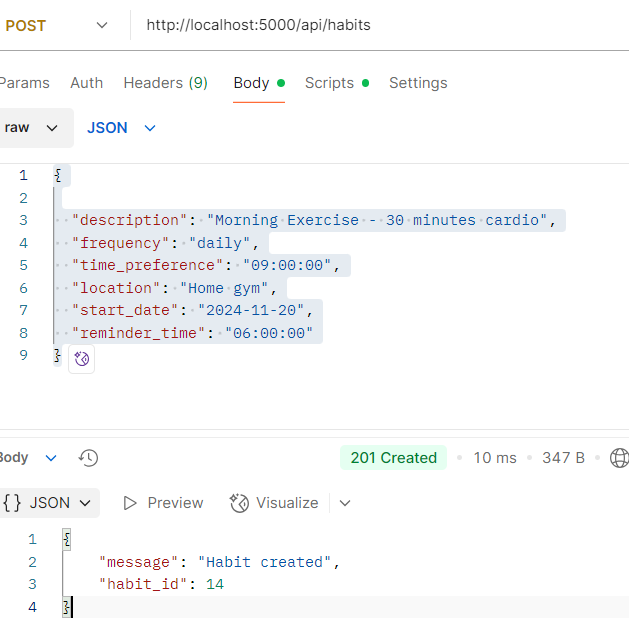 POST http://localhost:5000/api/habits
Params Auth Headers (9) Body Scripts Settings
raw JSON
1 {
2
3 "description": "Morning Exercise - 30 minutes cardio",
4 "frequency": "daily",
5 "time_preference": "09:00:00",
6 "location": "Home gym",
7 "start_date": "2024-11-20",
8 "reminder_time": "06:00:00"
9 }
Body 201 Created 10 ms 347 B
{} JSON Preview Visualize
1 {
2 "message": "Habit created",
3 "habit_id": 14
4 }